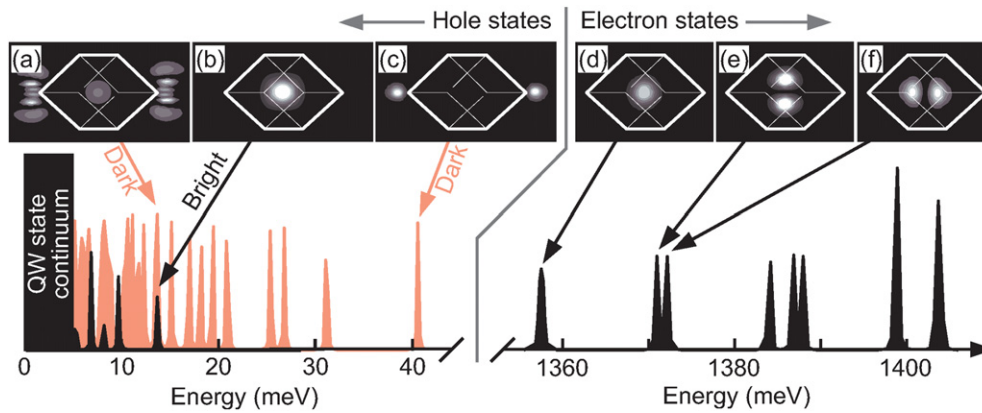 Hole states
Electron states
(a)
(b)
(c)
(d)
(e)
(f)
Dark
Bright
Dark
QW state
continuum
0
10
20
30
40
1360
1380
1400
Energy (meV)
Energy (meV)